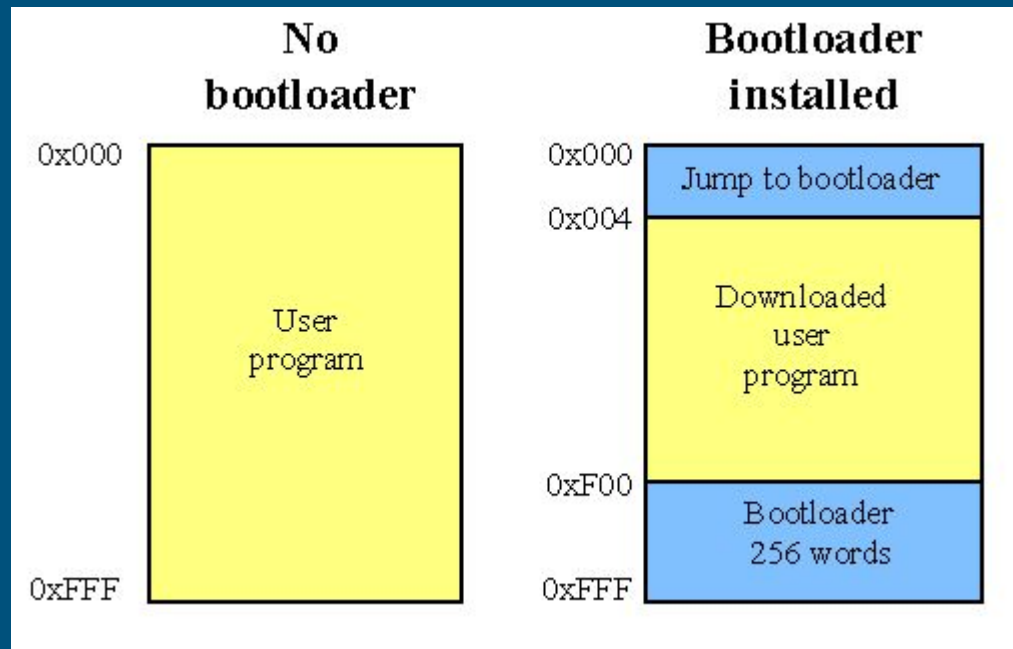 No
bootloader
0x000
User
program
0xFFF
Bootloader
installed
0x000
Jump to bootloader
0x004
Downloaded
user
program
0xF00
Bootloader
256 words
0xFFF